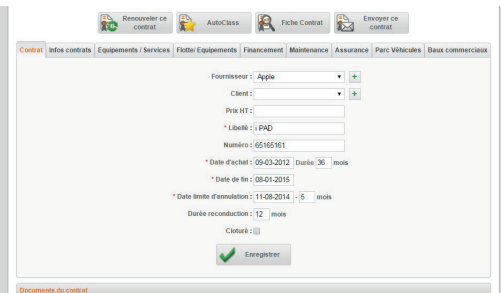 Renouveler ce contrat
AutoClass
Fiche Contrat
Envoyer ce contrat
Contrat Infos contrats Equipements / Services Flotte/ Equipements Financement Maintenance Assurance Parc Véhicules Baux commerciaux
Fournisseur : Apple
Client :
Prix HT :
* Libellé : i PAD
Numéro : 65165161
* Date d'achat : 09-03-2012 Durée 36 mois
* Date de fin : 08-01-2015
* Date limite d'annulation : 11-08-2014 - 5 mois
Durée reconduction : 12 mois
Cloturé :
Enregistrer
Documents du contrat